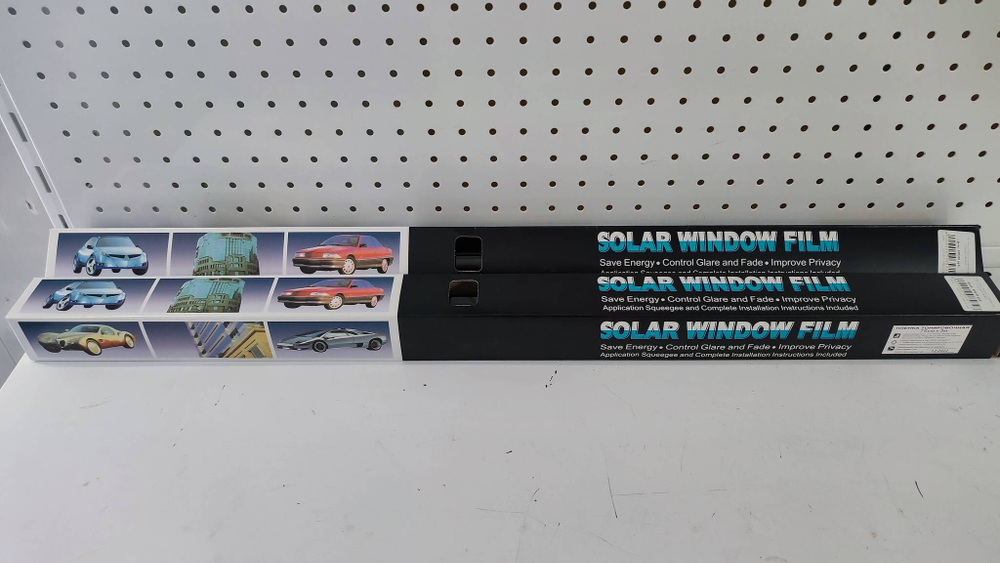 SOLAR WINDOW FILM
Save Energy • Control Glare and Fade • Improve Privacy
Application Squeegee and Complete Installation Instructions Included
SOLAR WINDOW FILM
Save Energy • Control Glare and Fade • Improve Privacy
Application Squeegee and Complete Installation Instructions Included
SOLAR WINDOW FILM
Save Energy • Control Glare and Fade • Improve Privacy
Application Squeegee and Complete Installation Instructions Included